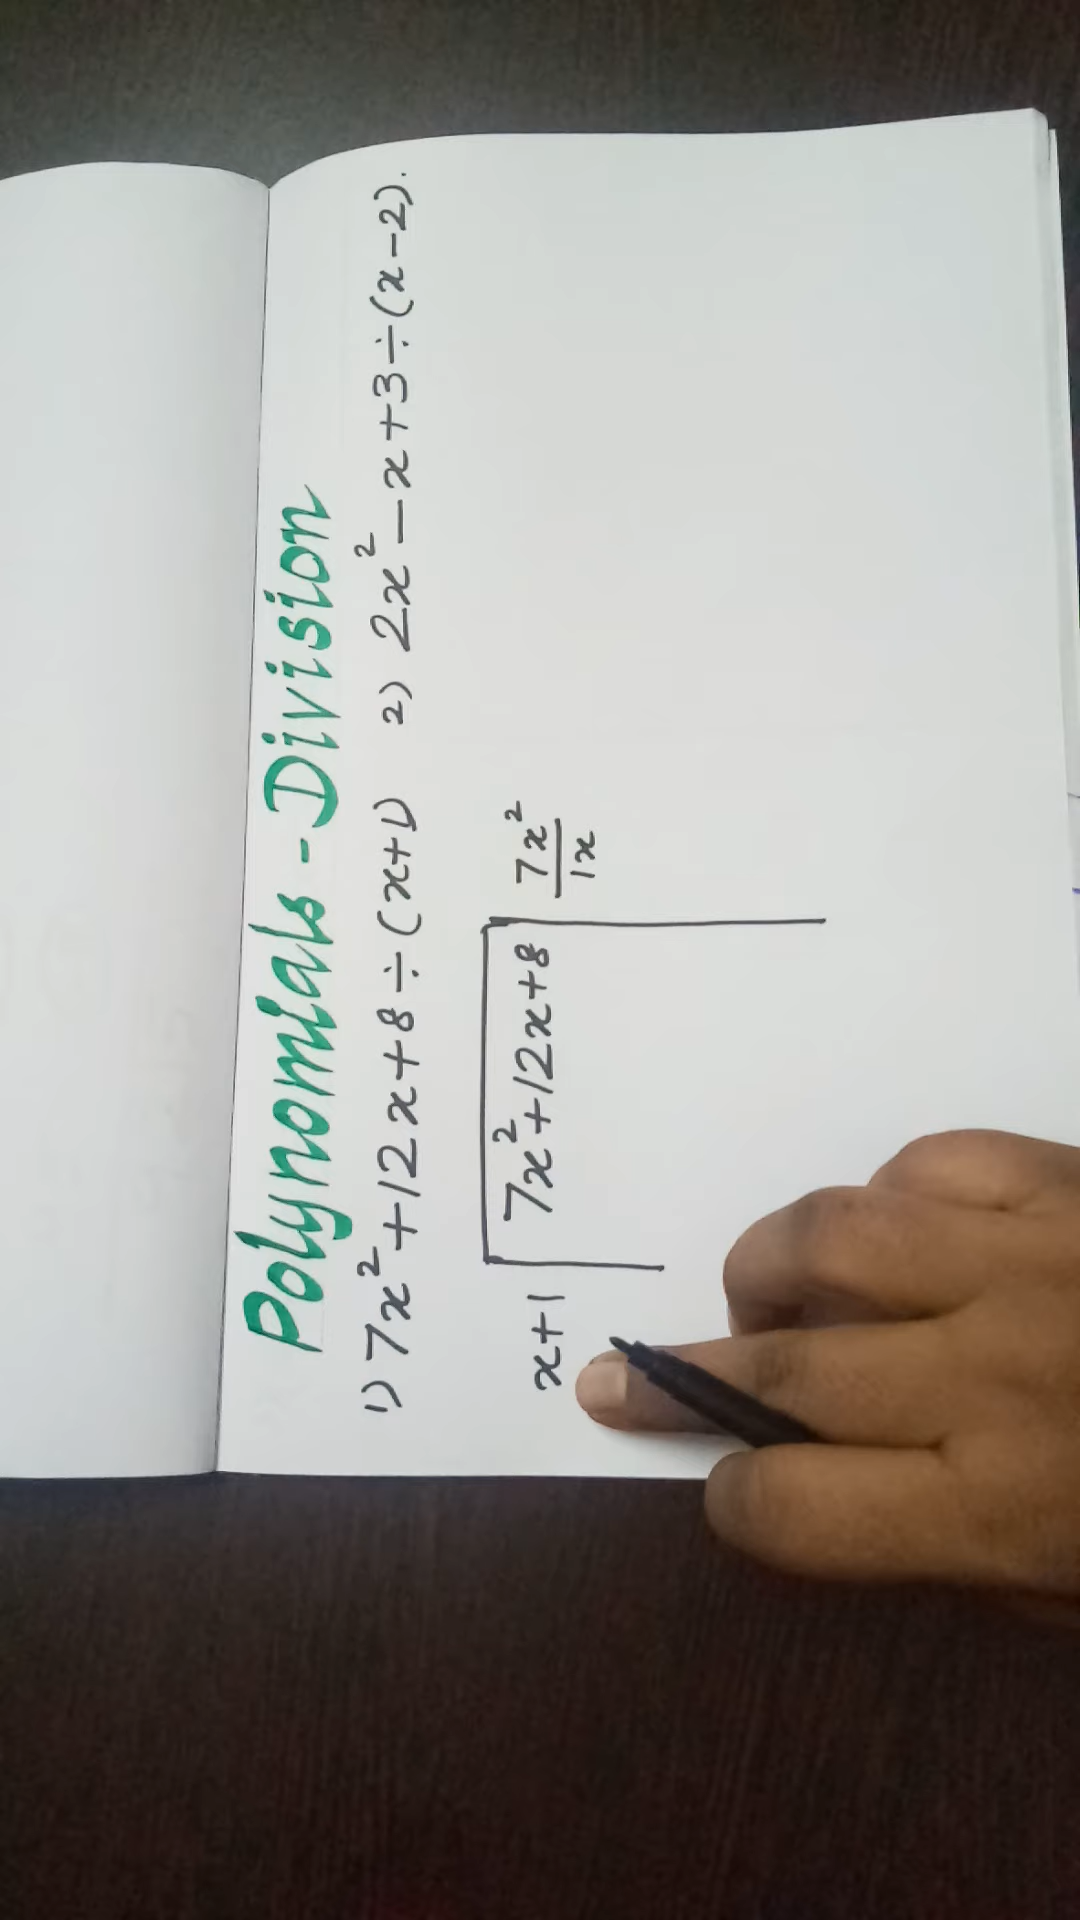 Polynomials - Division
1) 7x² + 12x + 8 ÷ (x+1)   2) 2x² - x + 3 ÷ (x-2).
x+1   7x² + 12x + 8   7x²/1x